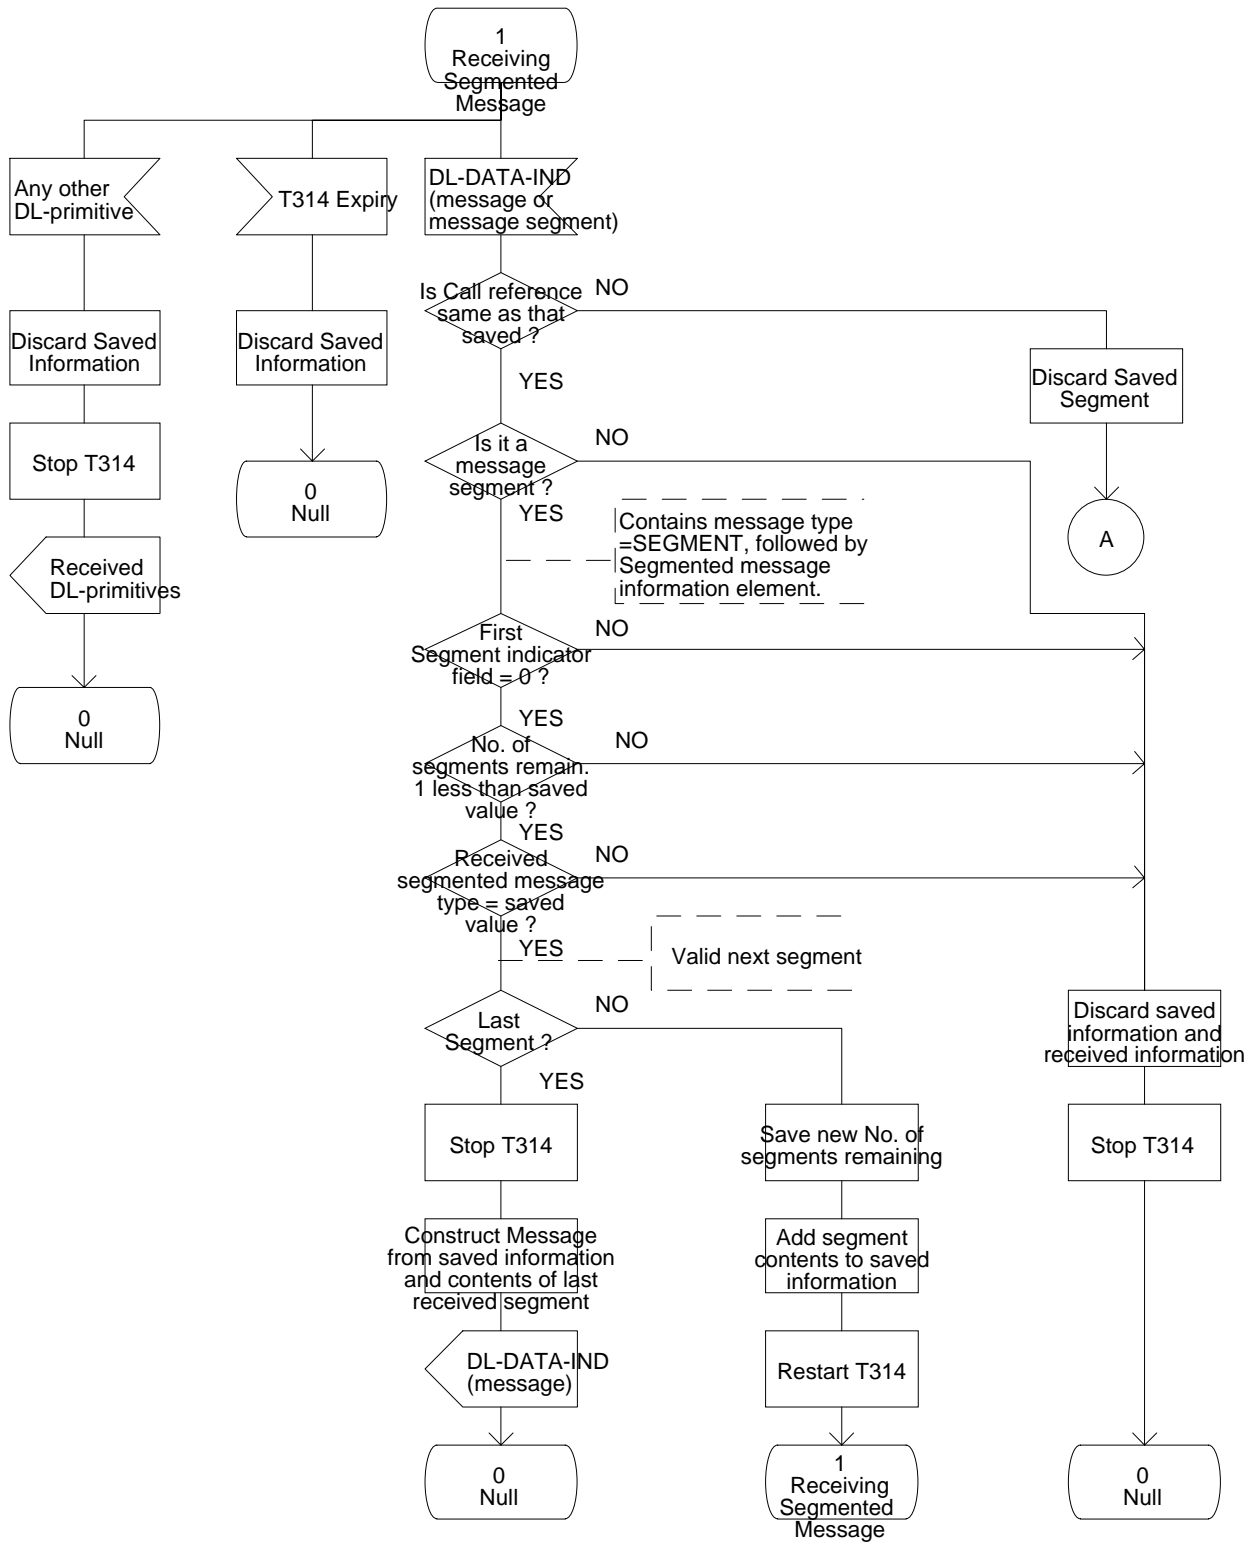 1
Receiving
Segmented
Message
Any other
DL-primitive
T314 Expiry
DL-DATA-IND
(message or
message segment)
Is Call reference
same as that
saved ?
NO
YES
Discard Saved
Information
Discard Saved
Information
Discard Saved
Segment
Stop T314
0
Null
Is it a
message
segment ?
NO
YES
A
Contains message type
=SEGMENT, followed by
Segmented message
information element.
Received
DL-primitives
0
Null
First
Segment indicator
field = 0 ?
NO
YES
No. of
segments remain.
1 less than saved
value ?
NO
YES
Received
segmented message
type = saved
value ?
NO
YES
Valid next segment
Last
Segment ?
NO
YES
Discard saved
information and
received information
Stop T314
Save new No. of
segments remaining
Stop T314
Construct Message
from saved information
and contents of last
received segment
Add segment
contents to saved
information
DL-DATA-IND
(message)
Restart T314
0
Null
1
Receiving
Segmented
Message
0
Null